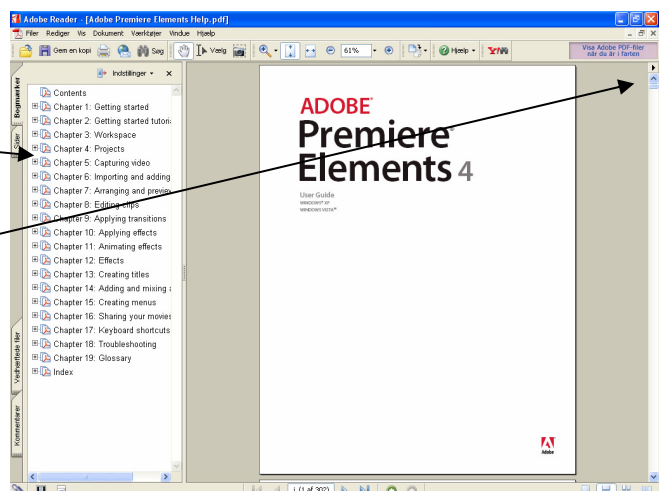 Adobe Reader - [Adobe Premiere Elements Help.pdf]
Filer Rediger Vis Dokument Værktøjer Vindue Hjælp
Gem en kopi Søg Vælg 61% Hjælp Y!
Visa Adobe PDF-filer
når du är i farten
Bogmærker
Sider
Vedhæftede filer
Kommentarer
Indstillinger
Contents
Chapter 1: Getting started
Chapter 2: Getting started tutori
Chapter 3: Workspace
Chapter 4: Projects
Chapter 5: Capturing video
Chapter 6: Importing and adding
Chapter 7: Arranging and preview
Chapter 8: Editing clips
Chapter 9: Applying transitions
Chapter 10: Applying effects
Chapter 11: Animating effects
Chapter 12: Effects
Chapter 13: Creating titles
Chapter 14: Adding and mixing a
Chapter 15: Creating menus
Chapter 16: Sharing your movies
Chapter 17: Keyboard shortcuts
Chapter 18: Troubleshooting
Chapter 19: Glossary
Index
ADOBE®
Premiere®
Elements 4
User Guide
WINDOWS® XP
WINDOWS VISTA®
Adobe
i (1 af 302)